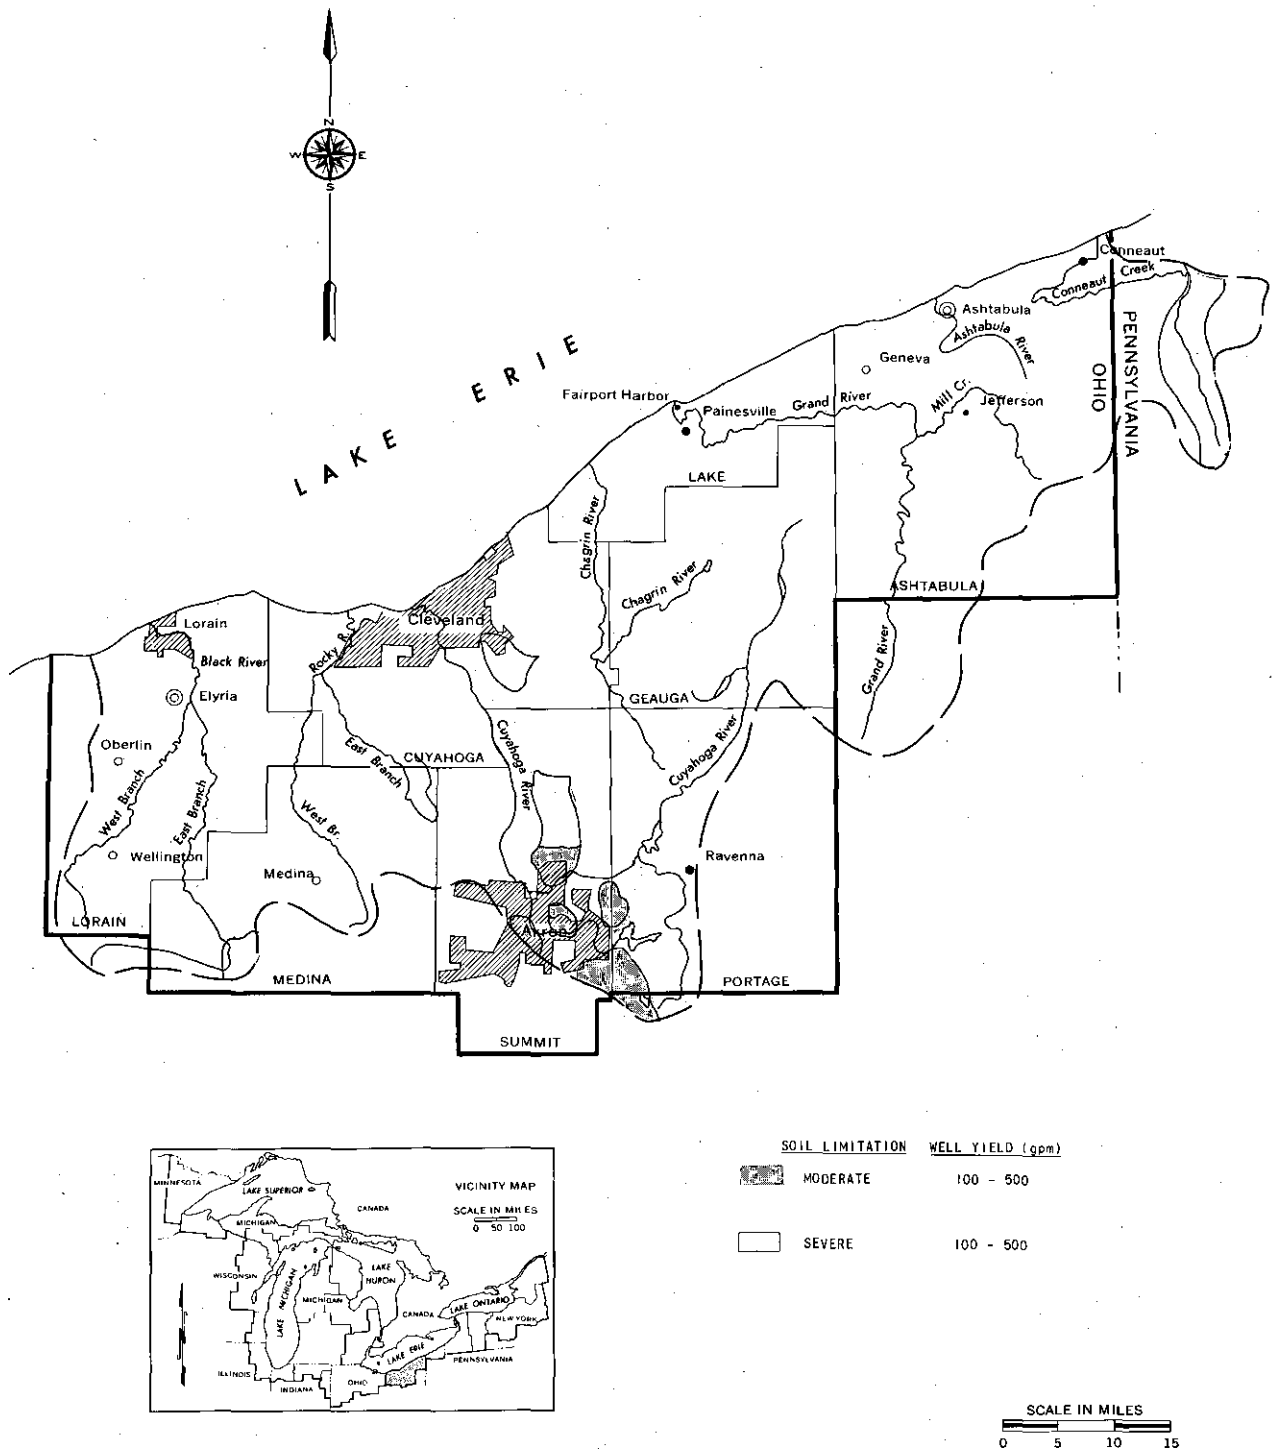 N
W E
S
LAKE ERIE
Conneaut
Conneaut Creek
Ashtabula
Ashtabula River
PENNSYLVANIA
OHIO
Geneva
Fairport Harbor
Painesville
Grand River
Mill Cr.
Jefferson
LAKE
Chagrin River
Chagrin River
ASHTABULA
Lorain
Cleveland
Rocky R.
Black River
Grand River
Elyria
GEAUGA
Oberlin
CUYAHOGA
East Branch
Cuyahoga River
Cuyahoga River
West Branch
East Branch
West Br.
Wellington
Medina
Ravenna
LORAIN
Akron
MEDINA
PORTAGE
SUMMIT
SOIL LIMITATION WELL YIELD (gpm)
MODERATE 100 - 500
SEVERE 100 - 500
MINNESOTA
LAKE SUPERIOR
VICINITY MAP
CANADA
SCALE IN MILES
0 50 100
MICHIGAN
WISCONSIN
LAKE MICHIGAN
LAKE HURON
MICHIGAN
CANADA
LAKE ONTARIO
NEW YORK
LAKE ERIE
PENNSYLVANIA
ILLINOIS
INDIANA
OHIO
SCALE IN MILES
0 5 10 15